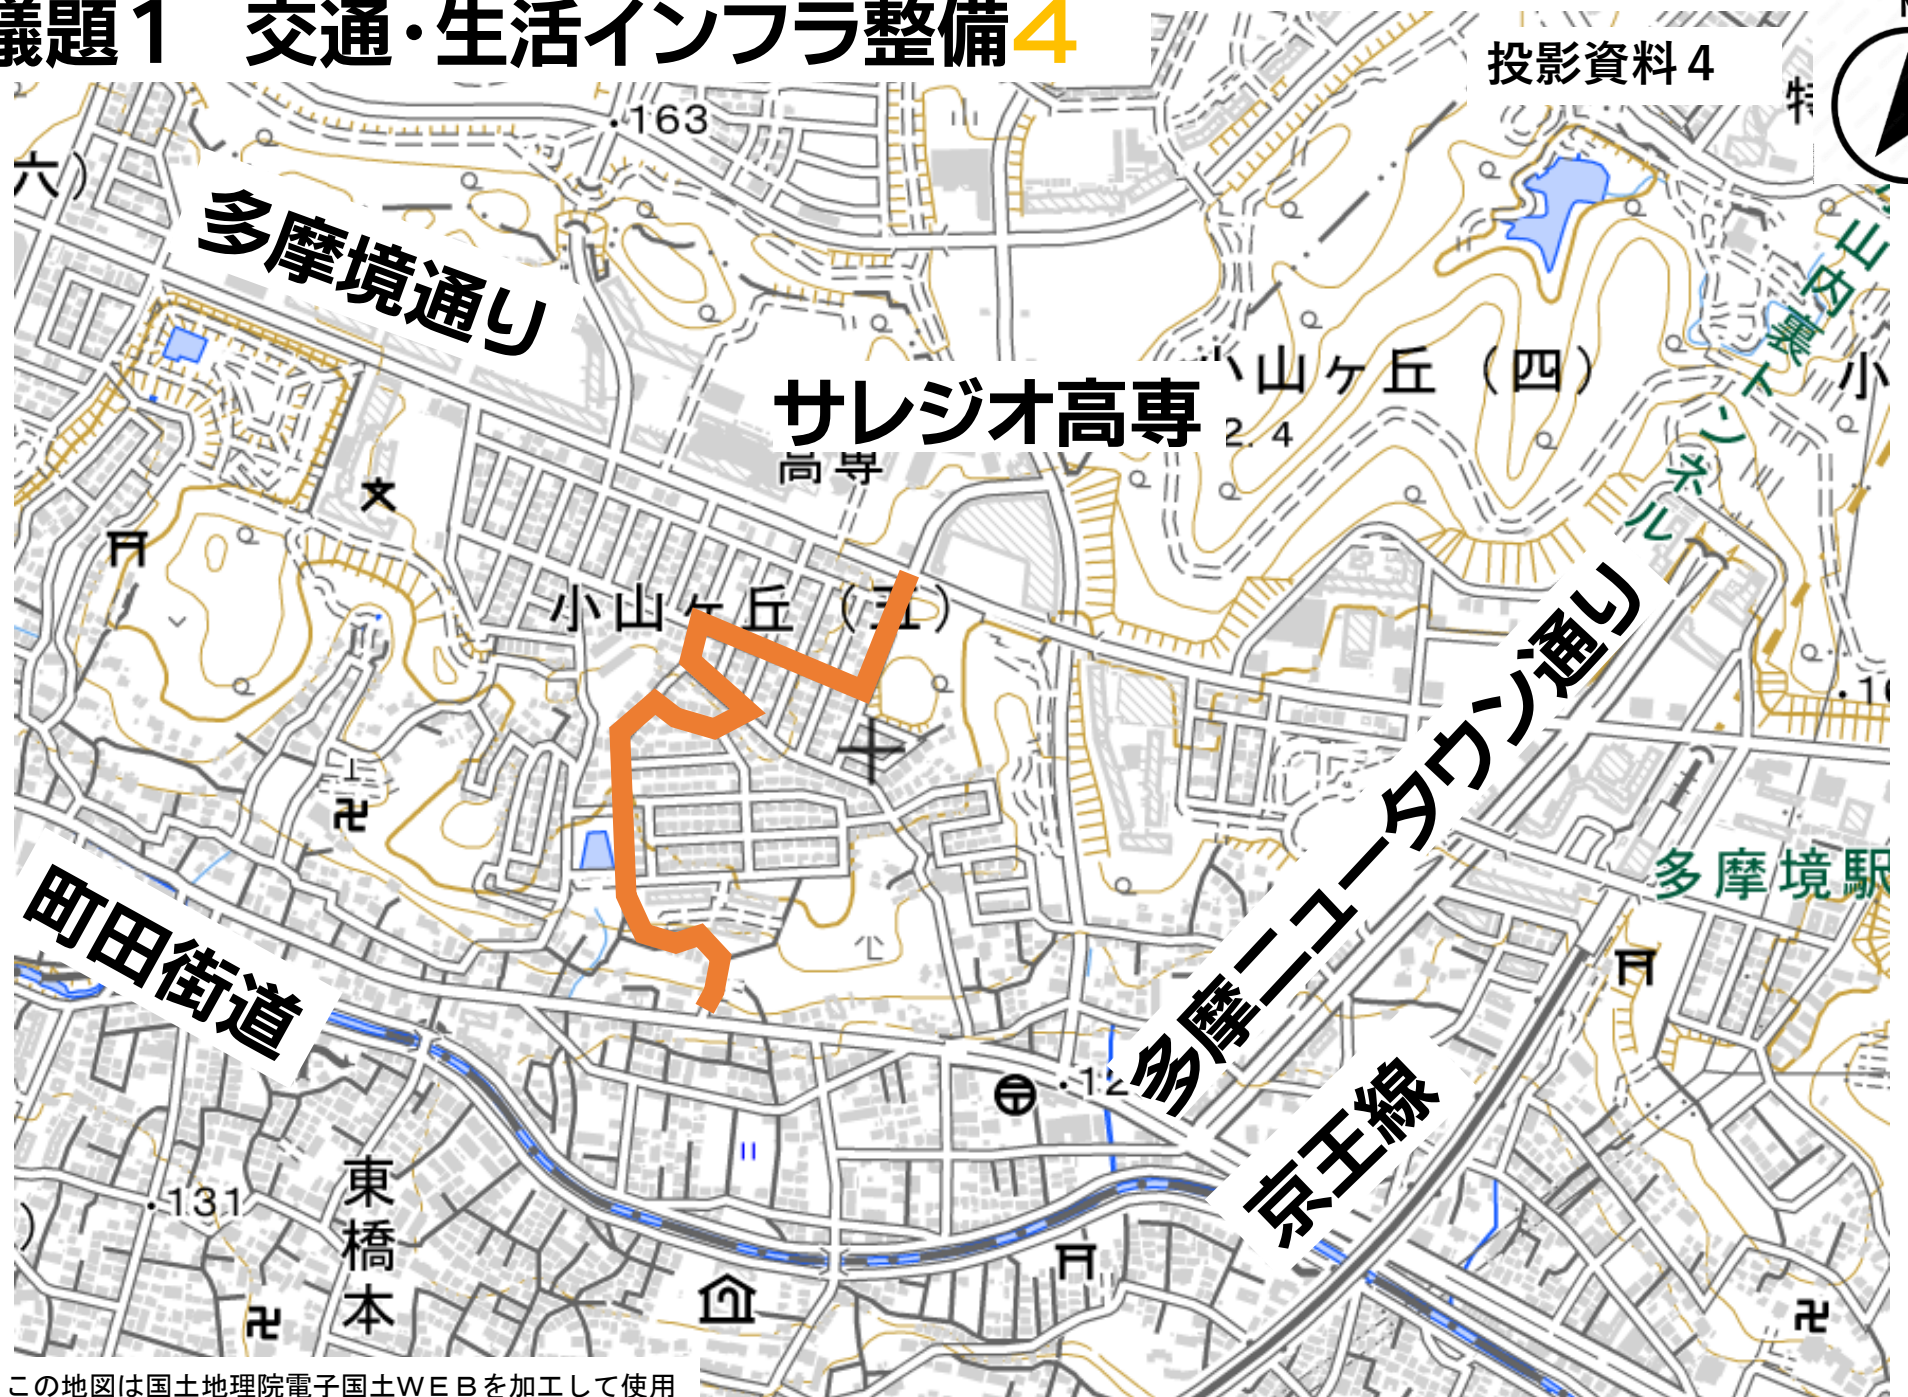 議題1 交通・生活インフラ整備4
投影資料4
163
六)
多摩境通り
サレジオ高専
高専
小山ヶ丘(四)
2.4
小山内裏トンネル
小
小山ヶ丘(五)
多摩ニュータウン通り
多摩境駅
町田街道
京王線
東橋本
131
この地図は国土地理院電子国土WEBを加工して使用